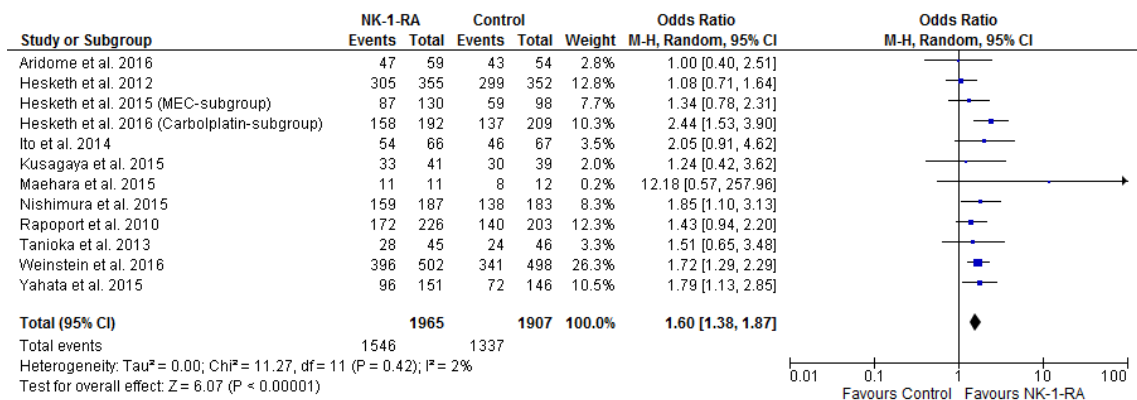 NK-1-RA Control Odds Ratio Odds Ratio
Study or Subgroup Events Total Events Total Weight M-H, Random, 95% CI M-H, Random, 95% CI
Aridome et al. 2016 47 59 43 54 2.8% 1.00 [0.40, 2.51]
Hesketh 2012 305 355 299 352 12.8% 1.08 [0.71, 1.64]
Hesketh 2015 (MEC-subgroup) 87 130 59 98 7.7% 1.34 [0.78, 2.31]
Hesketh 2016 (Carbolplatin-subgroup) 158 192 137 209 10.3% 2.44 [1.53, 3.90]
Ito et al. 2014 54 66 46 67 3.5% 2.05 [0.91, 4.62]
Kusagaya et al. 2015 33 41 30 39 2.0% 1.24 [0.42, 3.62]
Maehara et al. 2015 11 11 8 12 0.2% 12.18 [0.57, 257.96]
Nishimura et al. 2015 159 187 138 183 8.3% 1.85 [1.10, 3.13]
Rapoport et al. 2010 172 226 140 203 12.3% 1.43 [0.94, 2.20]
Tanioka et al. 2013 28 45 24 46 3.3% 1.51 [0.65, 3.48]
Weinstein et al. 2016 396 502 341 498 26.3% 1.72 [1.29, 2.29]
Yahata et al. 2015 96 151 72 146 10.5% 1.79 [1.13, 2.85]
Total (95% CI) 1965 1907 100.0% 1.60 [1.38, 1.87]
Total events 1546 1337
Heterogeneity: Tau² = 0.00; Chi² = 11.27, df = 11 (P = 0.42); I² = 2%
Test for overall effect: Z = 6.07 (P < 0.00001)
0.01 0.1 1 10 100
Favours Control Favours NK-1-RA